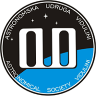 ASTRONOMSKA UDRUGA VIDULINI
ASTRONOMICAL SOCIETY VIDULINI